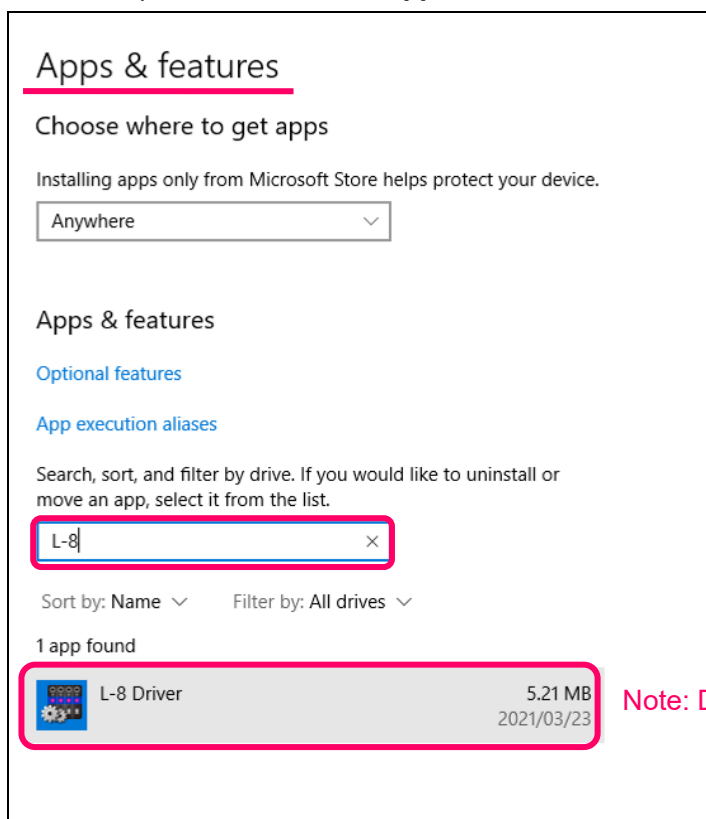 Apps & features
Choose where to get apps
Installing apps only from Microsoft Store helps protect your device.
Anywhere
Apps & features
Optional features
App execution aliases
Search, sort, and filter by drive. If you would like to uninstall or
move an app, select it from the list.
L-8
Sort by: Name Filter by: All drives
1 app found
L-8 Driver 5.21 MB
2021/03/23
Note: